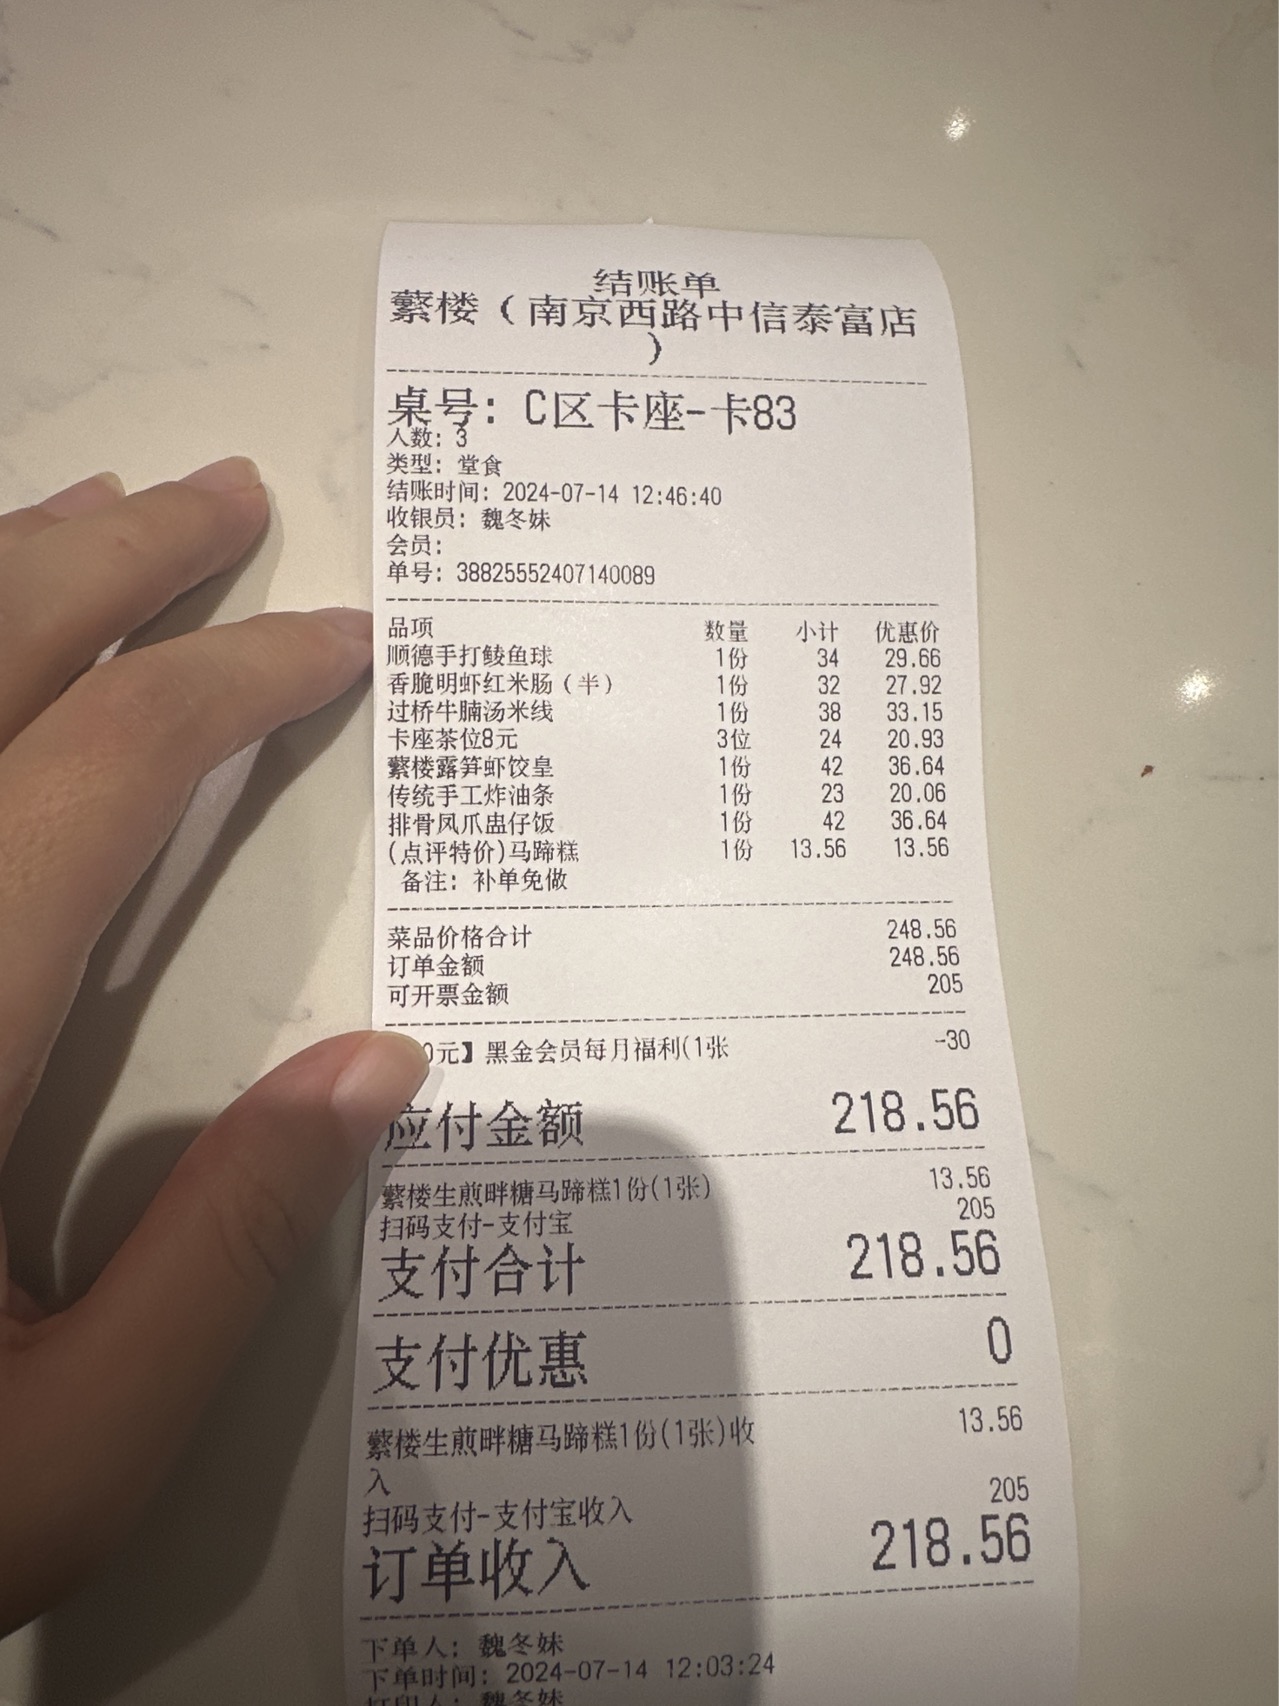 结账单
蘩楼（南京西路中信泰富店
）
桌号：C区卡座-卡83
人数：3
类型：堂食
结账时间：2024-07-14 12:46:40
收银员：魏冬妹
会员：
单号：38825552407140089
品项 数量 小计 优惠价
顺德手打鲮鱼球 1份 34 29.66
香脆明虾红米肠（半） 1份 32 27.92
过桥牛腩汤米线 1份 38 33.15
卡座茶位8元 3位 24 20.93
蘩楼露笋虾饺皇 1份 42 36.64
传统手工炸油条 1份 23 20.06
排骨凤爪盅仔饭 1份 42 36.64
(点评特价)马蹄糕 1份 13.56 13.56
备注：补单免做
菜品价格合计 248.56
订单金额 248.56
可开票金额 205
0元】黑金会员每月福利(1张 -30
应付金额 218.56
蘩楼生煎畔糖马蹄糕1份(1张) 13.56
扫码支付-支付宝 205
支付合计 218.56
支付优惠 0
蘩楼生煎畔糖马蹄糕1份(1张)收 13.56
入
扫码支付-支付宝收入 205
订单收入 218.56
下单人：魏冬妹
下单时间：2024-07-14 12:03:24
打印人：魏冬妹